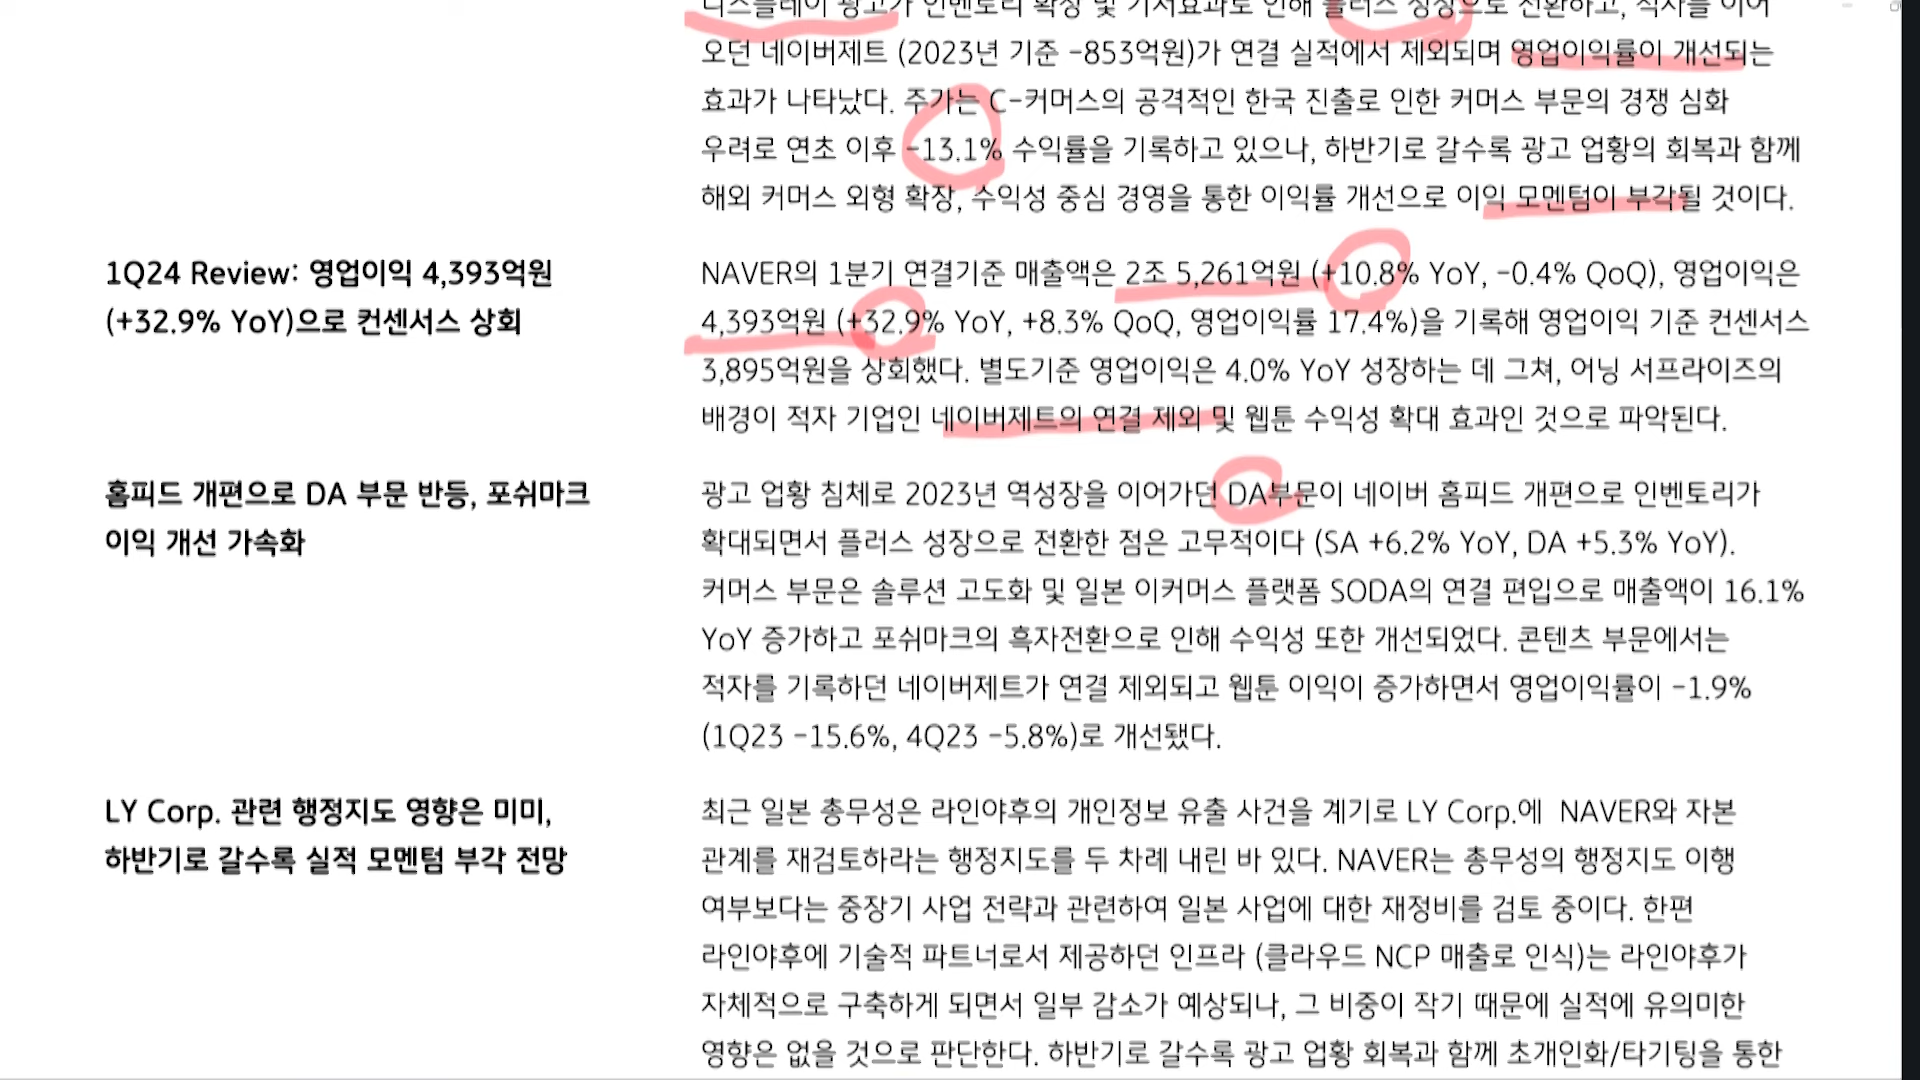 디스플레이 광고가 인벤토리 확장 및 기저효과로 인해 플러스 성장으로 전환하고, 적자를 이어
오던 네이버제트 (2023년 기준 -853억원)가 연결 실적에서 제외되며 영업이익률이 개선되는
효과가 나타났다. 주가는 C-커머스의 공격적인 한국 진출로 인한 커머스 부문의 경쟁 심화
우려로 연초 이후 -13.1% 수익률을 기록하고 있으나, 하반기로 갈수록 광고 업황의 회복과 함께
해외 커머스 외형 확장, 수익성 중심 경영을 통한 이익률 개선으로 이익 모멘텀이 부각될 것이다.
1Q24 Review: 영업이익 4,393억원
(+32.9% YoY)으로 컨센서스 상회
NAVER의 1분기 연결기준 매출액은 2조 5,261억원 (+10.8% YoY, -0.4% QoQ), 영업이익은
4,393억원 (+32.9% YoY, +8.3% QoQ, 영업이익률 17.4%)을 기록해 영업이익 기준 컨센서스
3,895억원을 상회했다. 별도기준 영업이익은 4.0% YoY 성장하는 데 그쳐, 어닝 서프라이즈의
배경이 적자 기업인 네이버제트의 연결 제외 및 웹툰 수익성 확대 효과인 것으로 파악된다.
홈피드 개편으로 DA 부문 반등, 포쉬마크
이익 개선 가속화
광고 업황 침체로 2023년 역성장을 이어가던 DA부문이 네이버 홈피드 개편으로 인벤토리가
확대되면서 플러스 성장으로 전환한 점은 고무적이다 (SA +6.2% YoY, DA +5.3% YoY).
커머스 부문은 솔루션 고도화 및 일본 이커머스 플랫폼 SODA의 연결 편입으로 매출액이 16.1%
YoY 증가하고 포쉬마크의 흑자전환으로 인해 수익성 또한 개선되었다. 콘텐츠 부문에서는
적자를 기록하던 네이버제트가 연결 제외되고 웹툰 이익이 증가하면서 영업이익률이 -1.9%
(1Q23 -15.6%, 4Q23 -5.8%)로 개선됐다.
LY Corp. 관련 행정지도 영향은 미미,
하반기로 갈수록 실적 모멘텀 부각 전망
최근 일본 총무성은 라인야후의 개인정보 유출 사건을 계기로 LY Corp.에 NAVER와 자본
관계를 재검토하라는 행정지도를 두 차례 내린 바 있다. NAVER는 총무성의 행정지도 이행
여부보다는 중장기 사업 전략과 관련하여 일본 사업에 대한 재정비를 검토 중이다. 한편
라인야후에 기술적 파트너로서 제공하던 인프라 (클라우드 NCP 매출로 인식)는 라인야후가
자체적으로 구축하게 되면서 일부 감소가 예상되나, 그 비중이 작기 때문에 실적에 유의미한
영향은 없을 것으로 판단한다. 하반기로 갈수록 광고 업황 회복과 함께 초개인화/타기팅을 통한